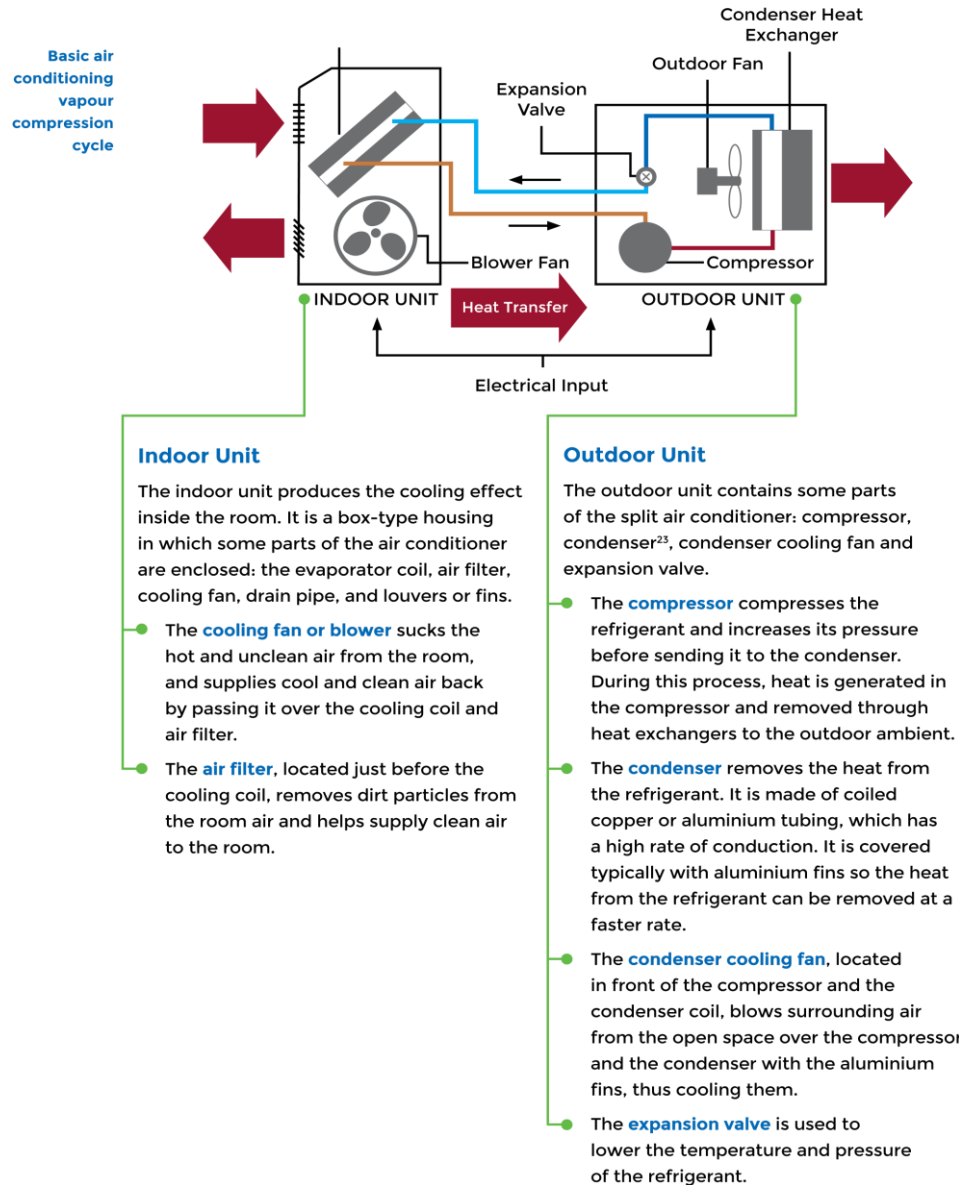 Basic air
conditioning
vapour
compression
cycle
Condenser Heat
Exchanger
Outdoor Fan
Expansion
Valve
Blower Fan
Compressor
INDOOR UNIT
Heat Transfer
OUTDOOR UNIT
Electrical Input
Indoor Unit
The indoor unit produces the cooling effect
inside the room. It is a box-type housing
in which some parts of the air conditioner
are enclosed: the evaporator coil, air filter,
cooling fan, drain pipe, and louvers or fins.
The cooling fan or blower sucks the
hot and unclean air from the room,
and supplies cool and clean air back
by passing it over the cooling coil and
air filter.
The air filter, located just before the
cooling coil, removes dirt particles from
the room air and helps supply clean air
to the room.
Outdoor Unit
The outdoor unit contains some parts
of the split air conditioner: compressor,
condenser²³, condenser cooling fan and
expansion valve.
The compressor compresses the
refrigerant and increases its pressure
before sending it to the condenser.
During this process, heat is generated in
the compressor and removed through
heat exchangers to the outdoor ambient.
The condenser removes the heat from
the refrigerant. It is made of coiled
copper or aluminium tubing, which has
a high rate of conduction. It is covered
typically with aluminium fins so the heat
from the refrigerant can be removed at a
faster rate.
The condenser cooling fan, located
in front of the compressor and the
condenser coil, blows surrounding air
from the open space over the compressor
and the condenser with the aluminium
fins, thus cooling them.
The expansion valve is used to
lower the temperature and pressure
of the refrigerant.